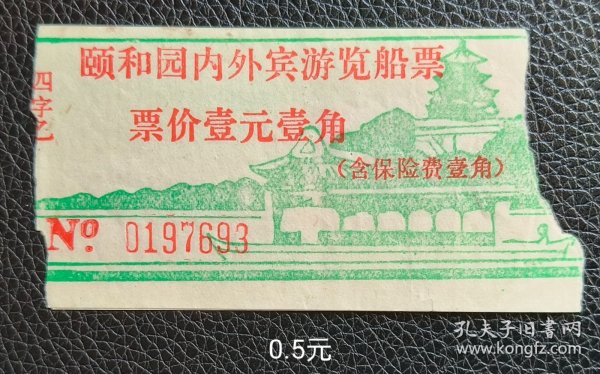 颐和园内外宾游览船票
四字乙
票价壹元壹角
(含保险费壹角)
Nº 0197693
0.5元
孔夫子旧书网
www.kongfz.com